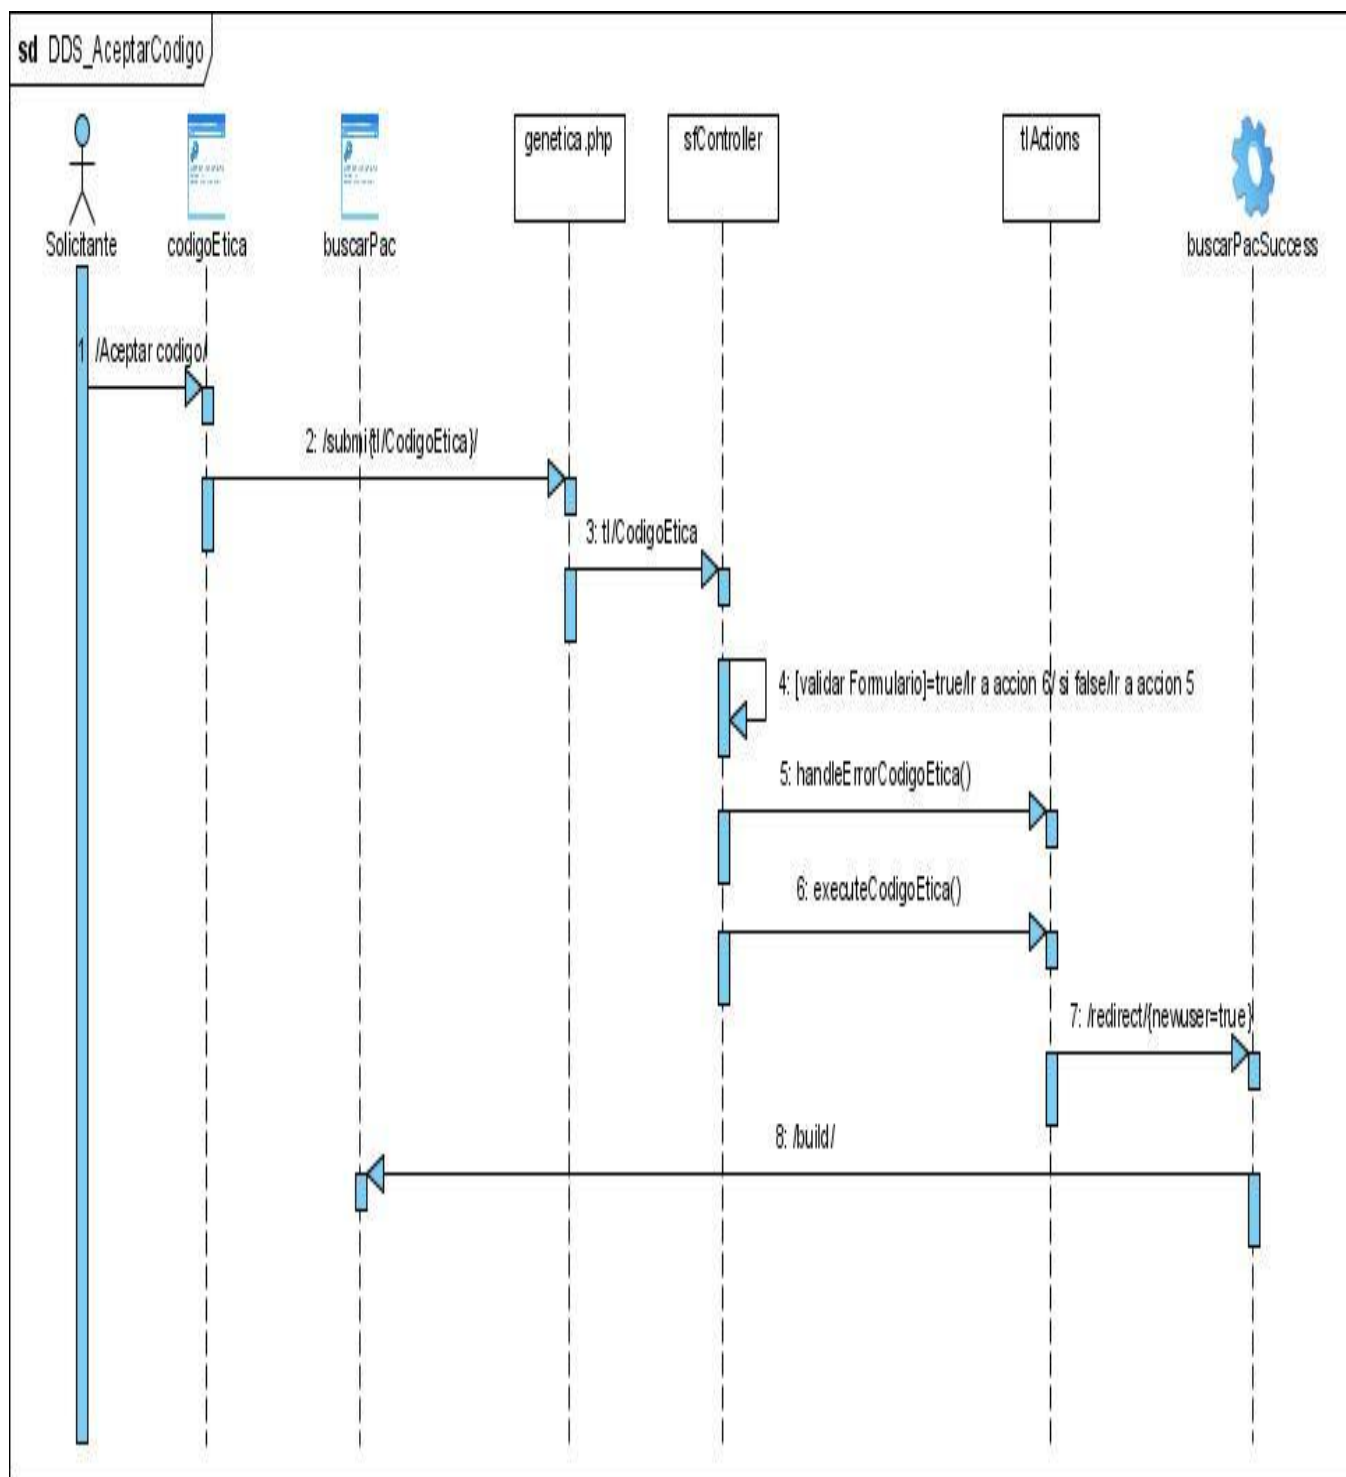 sd DDS_AceptarCodigo
genetica.php
sfController
tlActions
Solicitante
codigoEtica
buscarPac
buscarPacSuccess
1 /Aceptar codigo/
2: /submi{tl/CodigoEtica}/
3: tl/CodigoEtica
4: [validar Formulario]=true/Ir a accion 6/ si false/Ir a accion 5
5: handleErrorCodigoEtica()
6: executeCodigoEtica()
7: /redirect/{newuser=true}
8: /build/